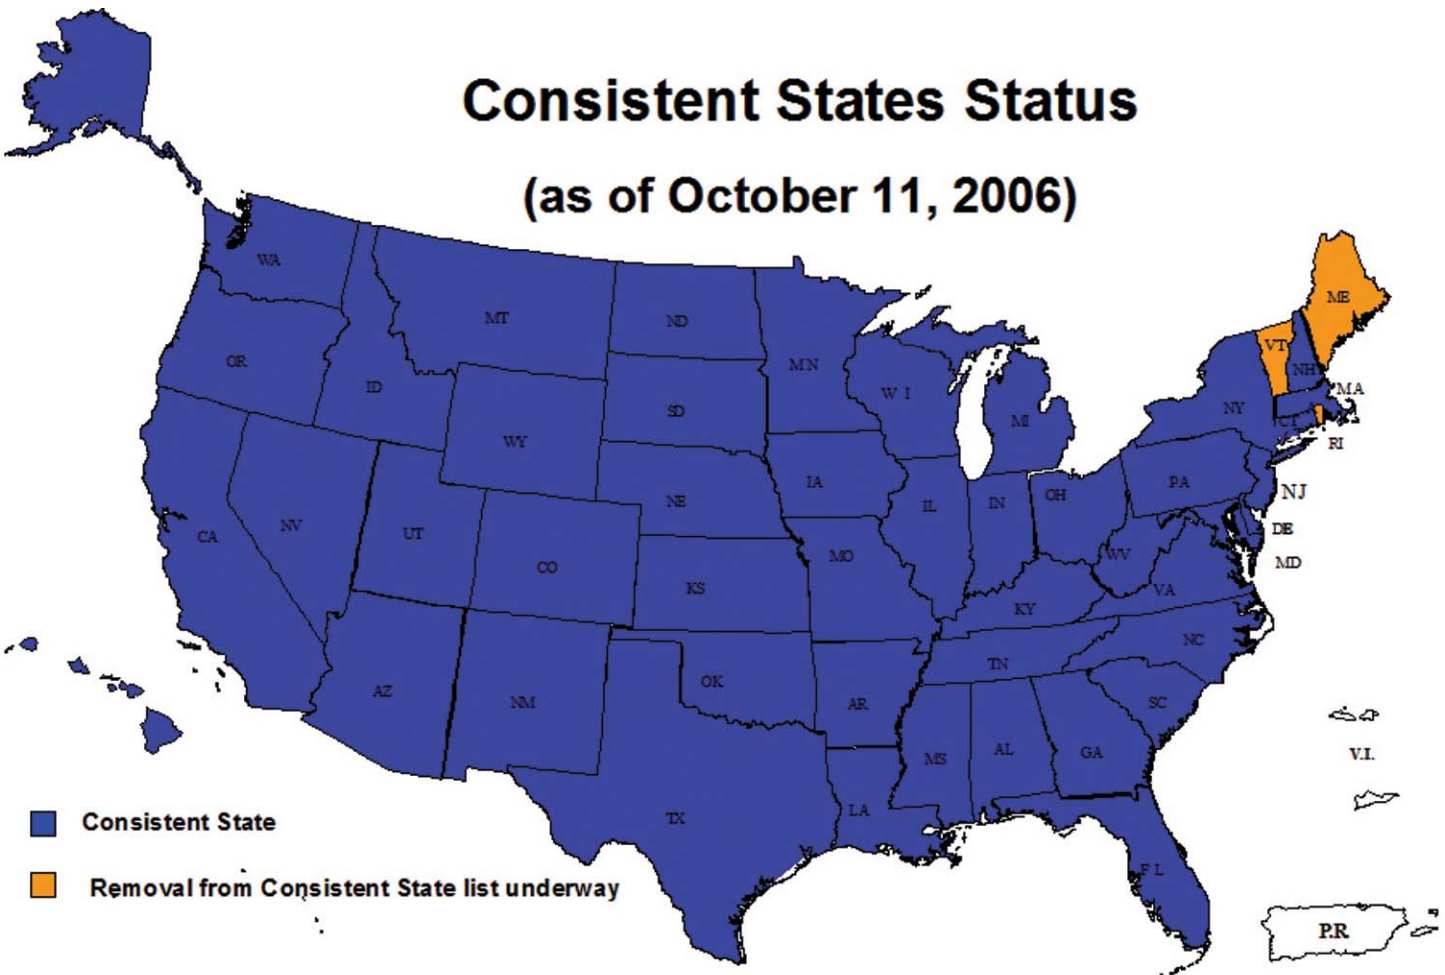 Consistent States Status
(as of October 11, 2006)
WA
MT
ND
MN
ME
VT
NH
MA
OR
ID
SD
WI
MI
NY
CT
RI
WY
IA
NE
IL
IN
OH
PA
NJ
NV
UT
CA
CO
MO
WV
DE
MD
KS
KY
VA
NC
TN
AZ
NM
OK
AR
SC
MS
AL
GA
V.I.
TX
LA
FL
Consistent State
Removal from Consistent State list underway
P.R.